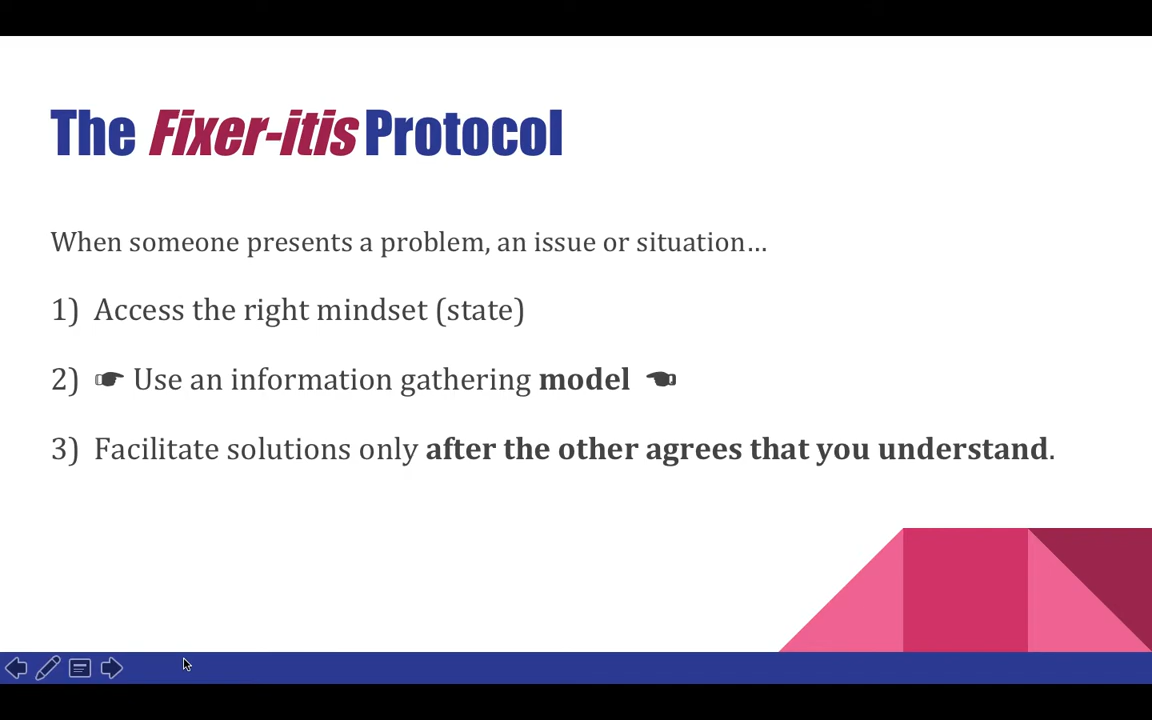 The Fixer-itis Protocol
When someone presents a problem, an issue or situation…
1) Access the right mindset (state)
2) ☛ Use an information gathering model ☚
3) Facilitate solutions only after the other agrees that you understand.